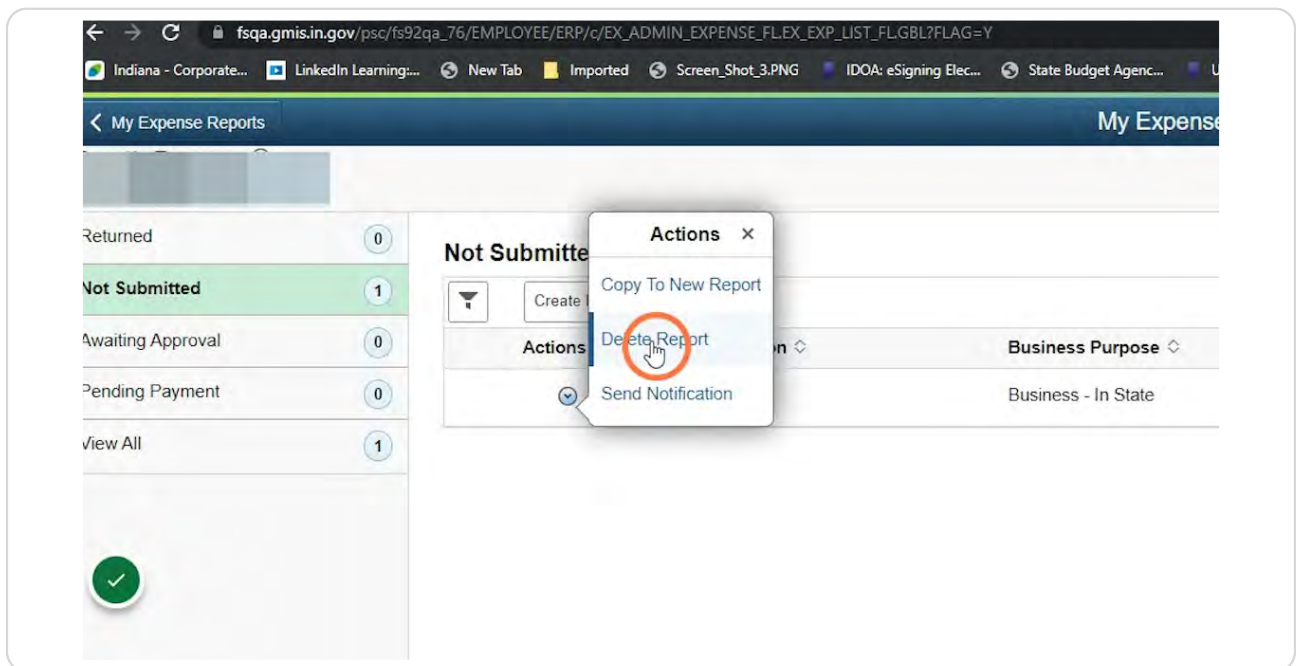 fsqa.gmis.in.gov/psc/fs92qa_76/EMPLOYEE/ERP/c/EX_ADMIN_EXPENSE_FL.EX_EXP_LIST_FL.GBL?FLAG=Y
Indiana - Corporate... LinkedIn Learning:... New Tab Imported Screen_Shot_3.PNG IDOA: eSigning Elec... State Budget Agenc... U
My Expense Reports My Expense
Returned 0
Not Submitted 1
Awaiting Approval 0
Pending Payment 0
View All 1
Not Submitte
Create
Actions Business Purpose
Business - In State
Actions ×
Copy To New Report
Delete Report
Send Notification